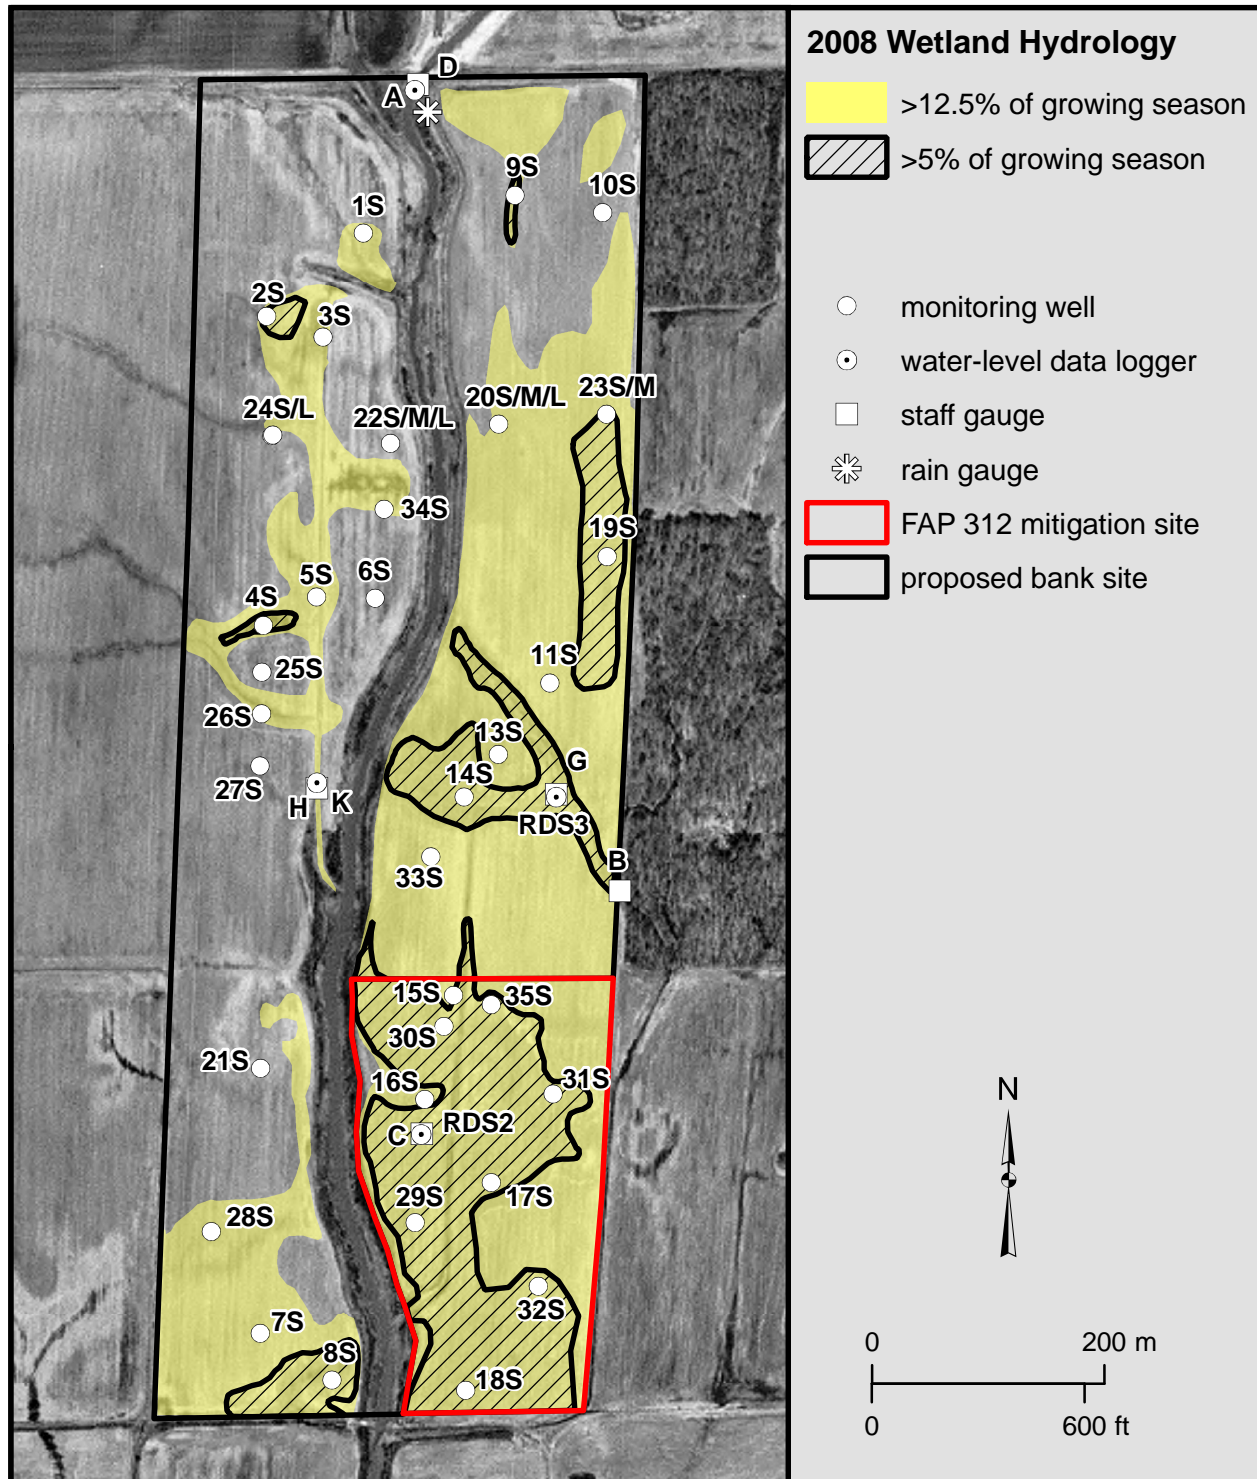 2008 Wetland Hydrology
>12.5% of growing season
>5% of growing season
monitoring well
water-level data logger
staff gauge
rain gauge
FAP 312 mitigation site
proposed bank site
D
A
9S
10S
1S
2S
3S
24S/L
22S/M/L
20S/M/L
23S/M
34S
19S
6S
5S
4S
25S
11S
26S
13S
G
14S
27S
H K
RDS3
B
33S
15S
35S
30S
21S
16S
31S
C
RDS2
17S
29S
28S
32S
7S
8S
18S
N
0 200 m
0 600 ft